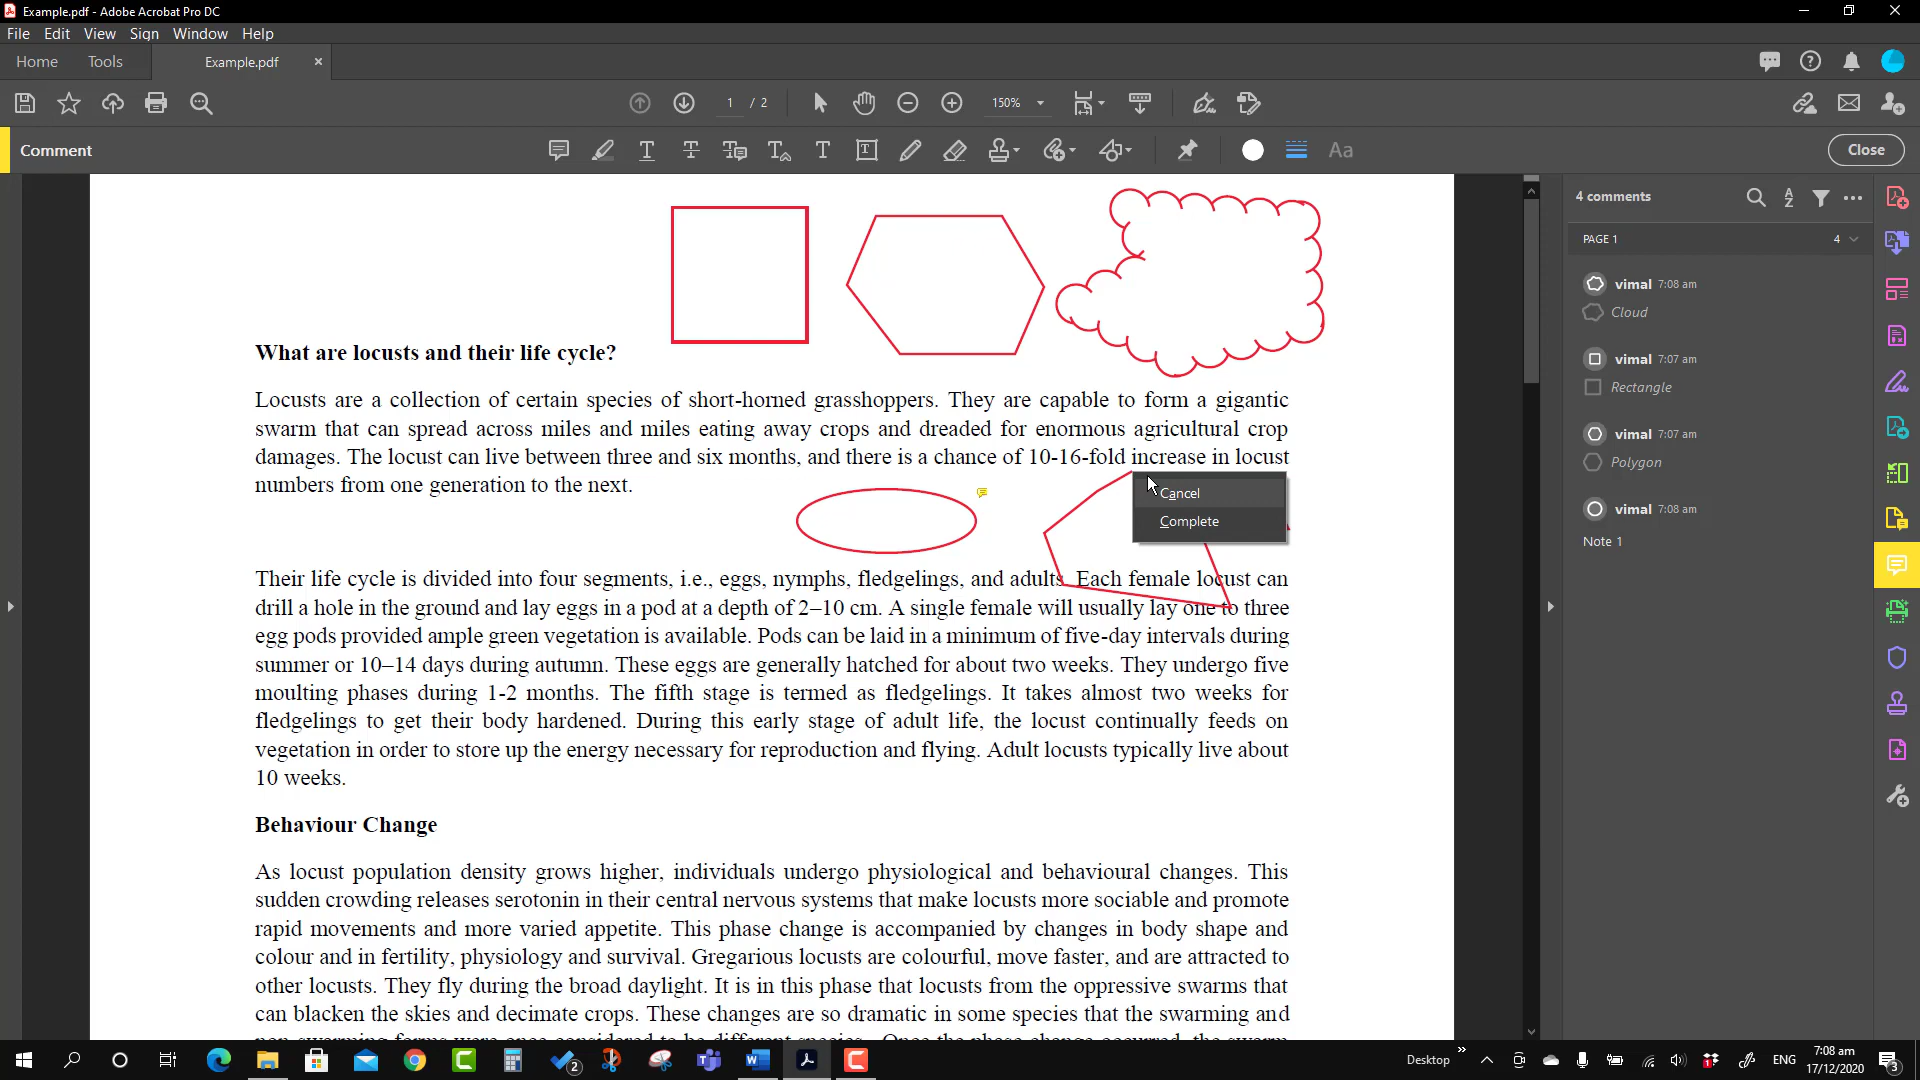 Example.pdf - Adobe Acrobat Pro DC
File Edit View Sign Window Help
Home Tools Example.pdf
1 / 2 150%
Comment
Aa
Close
4 comments
PAGE 1 4
vimal 7:08 am
Cloud
vimal 7:07 am
Rectangle
vimal 7:07 am
Polygon
vimal 7:08 am
Note 1
What are locusts and their life cycle?
Locusts are a collection of certain species of short-horned grasshoppers. They are capable to form a gigantic
swarm that can spread across miles and miles eating away crops and dreaded for enormous agricultural crop
damages. The locust can live between three and six months, and there is a chance of 10-16-fold increase in locust
numbers from one generation to the next.
Cancel
Complete
Their life cycle is divided into four segments, i.e., eggs, nymphs, fledgelings, and adults. Each female locust can
drill a hole in the ground and lay eggs in a pod at a depth of 2–10 cm. A single female will usually lay one to three
egg pods provided ample green vegetation is available. Pods can be laid in a minimum of five-day intervals during
summer or 10–14 days during autumn. These eggs are generally hatched for about two weeks. They undergo five
moulting phases during 1-2 months. The fifth stage is termed as fledgelings. It takes almost two weeks for
fledgelings to get their body hardened. During this early stage of adult life, the locust continually feeds on
vegetation in order to store up the energy necessary for reproduction and flying. Adult locusts typically live about
10 weeks.
Behaviour Change
As locust population density grows higher, individuals undergo physiological and behavioural changes. This
sudden crowding releases serotonin in their central nervous systems that make locusts more sociable and promote
rapid movements and more varied appetite. This phase change is accompanied by changes in body shape and
colour and in fertility, physiology and survival. Gregarious locusts are colourful, move faster, and are attracted to
other locusts. They fly during the broad daylight. It is in this phase that locusts from the oppressive swarms that
can blacken the skies and decimate crops. These changes are so dramatic in some species that the swarming and
Desktop ENG 7:08 am
17/12/2020